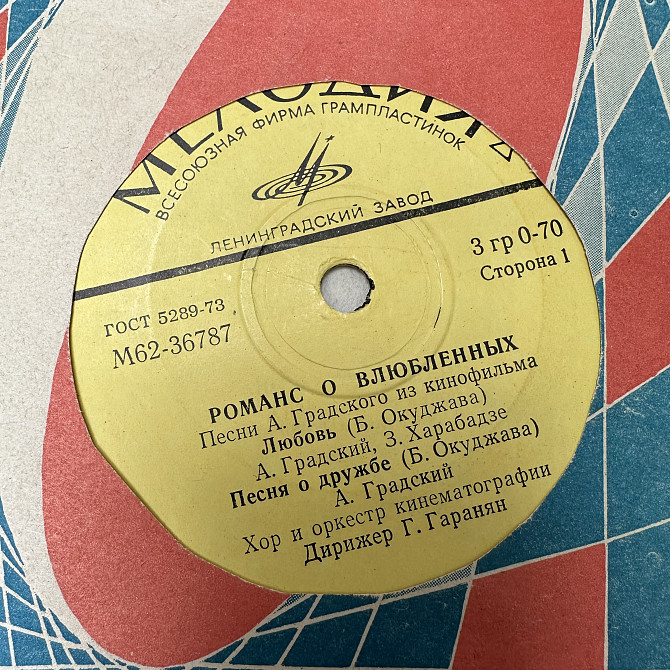 МЕЛОДИЯ
ВСЕСОЮЗНАЯ ФИРМА ГРАМПЛАСТИНОК
ЛЕНИНГРАДСКИЙ ЗАВОД
3 гр 0-70
Сторона 1
ГОСТ 5289-73
М62-36787
РОМАНС О ВЛЮБЛЕННЫХ
Песни А. Градского из кинофильма
Любовь (Б. Окуджава)
А. Градский, З. Харабадзе
Песня о дружбе (Б. Окуджава)
А. Градский
Хор и оркестр кинематографии
Дирижер Г. Гаранян